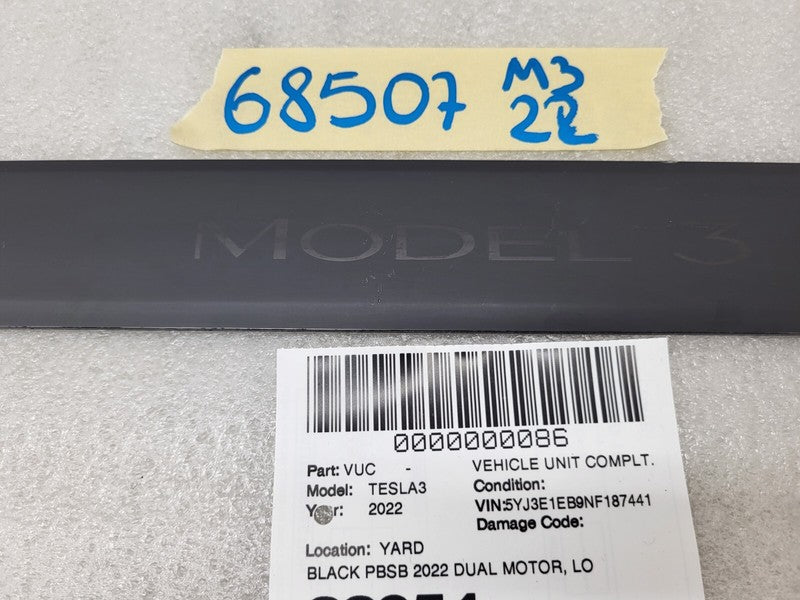 68507 M3
22
MODEL 3
0000000086
Part: VUC - VEHICLE UNIT COMPLT.
Model: TESLA3 Condition:
Year: 2022 VIN:5YJ3E1EB9NF187441
Damage Code:
Location: YARD
BLACK PBSB 2022 DUAL MOTOR, LO